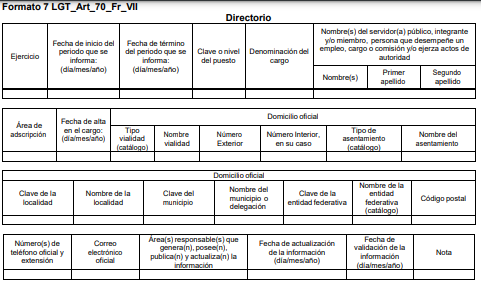 Formato 7 LGT_Art_70_Fr_VII
Directorio
Ejercicio
Fecha de inicio del
periodo que se
informa:
(día/mes/año)
Fecha de término
del periodo que se
informa:
(día/mes/año)
Clave o nivel
del puesto
Denominación del
cargo
Nombre(s) del servidor(a) público, integrante
y/o miembro, persona que desempeñe un
empleo, cargo o comisión y/o ejerza actos de
autoridad
Nombre(s)
Primer
apellido
Segundo
apellido
Área de
adscripción
Fecha de alta
en el cargo:
(día/mes/año)
Domicilio oficial
Tipo
vialidad
(catálogo)
Nombre
vialidad
Número
Exterior
Número Interior,
en su caso
Tipo de
asentamiento
(catálogo)
Nombre del
asentamiento
Domicilio oficial
Clave de la
localidad
Nombre de la
localidad
Clave del
municipio
Nombre del
municipio o
delegación
Clave de la
entidad federativa
Nombre de la
entidad
federativa
(catálogo)
Código postal
Número(s) de
teléfono oficial y
extensión
Correo
electrónico
oficial
Área(s) responsable(s) que
genera(n), posee(n),
publica(n) y actualiza(n) la
información
Fecha de actualización
de la información
(día/mes/año)
Fecha de
validación de la
información
(día/mes/año)
Nota